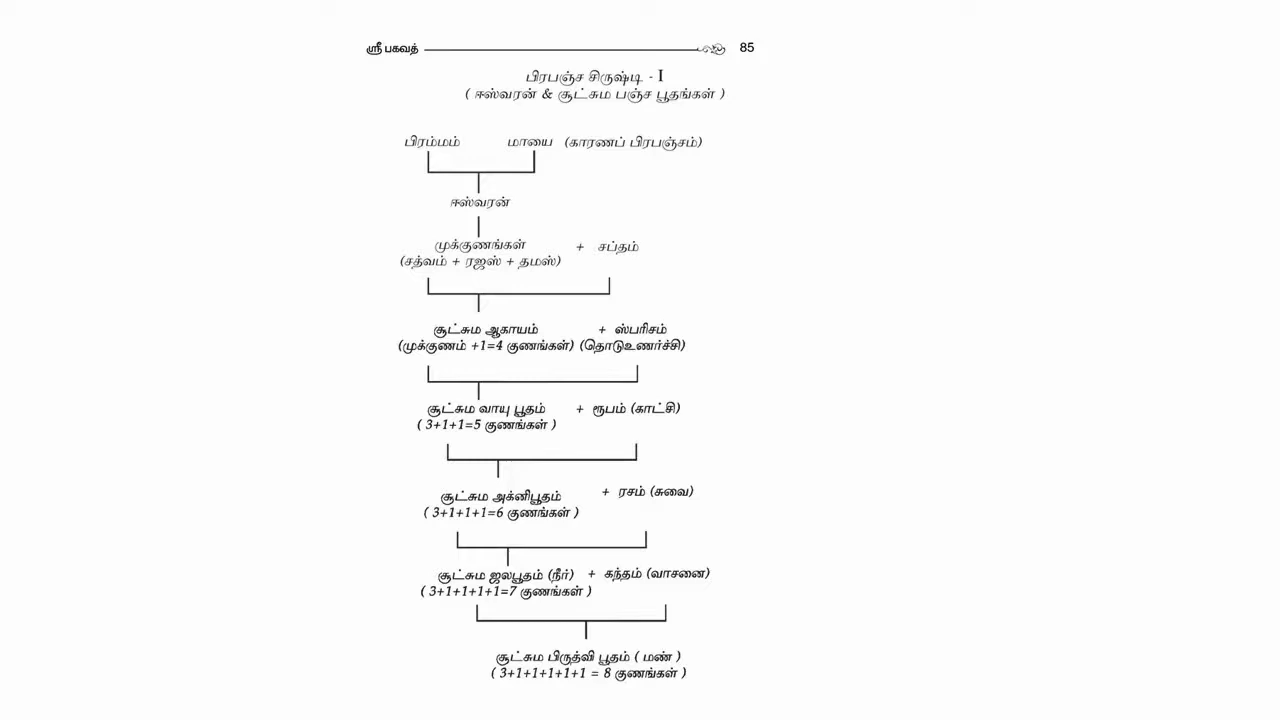 ஸ்ரீ பகவத் 85
பிரபஞ்ச சிருஷ்டி - I
( ஈஸ்வரன் & சூட்சும பஞ்ச பூதங்கள் )
பிரம்மம் மாயை (காரணப் பிரபஞ்சம்)
ஈஸ்வரன்
முக்குணங்கள் + சப்தம்
(சத்வம் + ரஜஸ் + தமஸ்)
சூட்சும ஆகாயம் + ஸ்பரிசம்
(முக்குணம் +1=4 குணங்கள்) (தொடுஉணர்ச்சி)
சூட்சும வாயு பூதம் + ரூபம் (காட்சி)
( 3+1+1=5 குணங்கள் )
சூட்சும அக்னிபூதம் + ரசம் (சுவை)
( 3+1+1+1=6 குணங்கள் )
சூட்சும ஜலபூதம் (நீர்) + கந்தம் (வாசனை)
( 3+1+1+1+1=7 குணங்கள் )
சூட்சும பிருத்வி பூதம் ( மண் )
( 3+1+1+1+1+1 = 8 குணங்கள் )